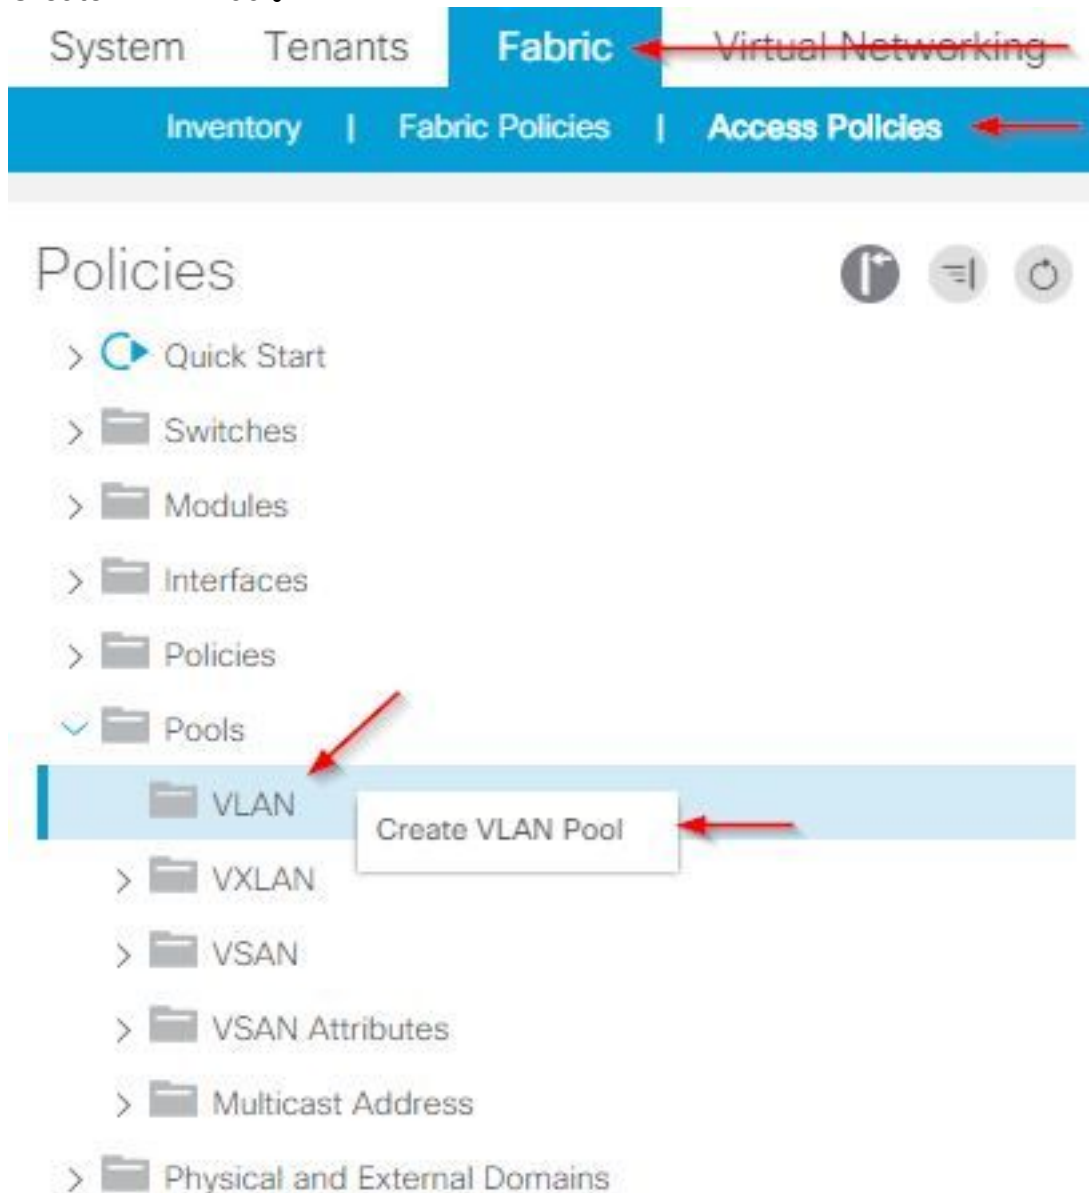 System Tenants Fabric Virtual Networking
Inventory | Fabric Policies | Access Policies
Policies
Quick Start
Switches
Modules
Interfaces
Policies
Pools
VLAN
Create VLAN Pool
VXLAN
VSAN
VSAN Attributes
Multicast Address
Physical and External Domains